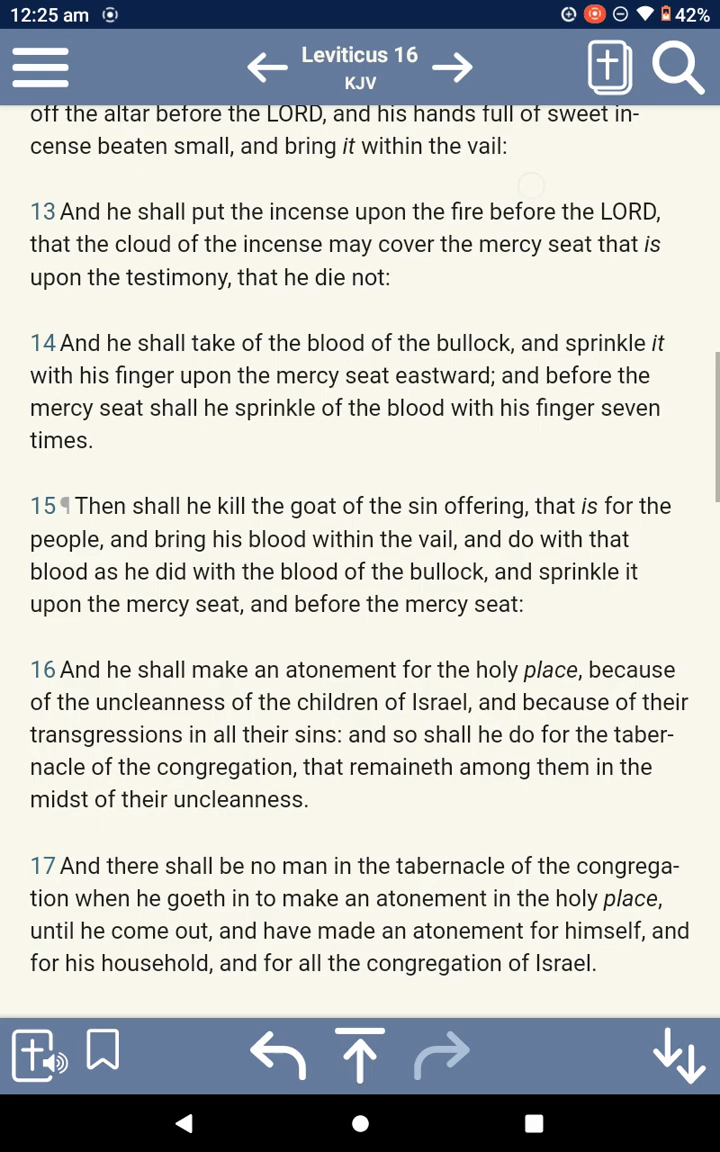 12:25 am
42%
Leviticus 16
KJV
off the altar before the LORD, and his hands full of sweet in-
cense beaten small, and bring it within the vail:
13 And he shall put the incense upon the fire before the LORD,
that the cloud of the incense may cover the mercy seat that is
upon the testimony, that he die not:
14 And he shall take of the blood of the bullock, and sprinkle it
with his finger upon the mercy seat eastward; and before the
mercy seat shall he sprinkle of the blood with his finger seven
times.
15 ¶ Then shall he kill the goat of the sin offering, that is for the
people, and bring his blood within the vail, and do with that
blood as he did with the blood of the bullock, and sprinkle it
upon the mercy seat, and before the mercy seat:
16 And he shall make an atonement for the holy place, because
of the uncleanness of the children of Israel, and because of their
transgressions in all their sins: and so shall he do for the taber-
nacle of the congregation, that remaineth among them in the
midst of their uncleanness.
17 And there shall be no man in the tabernacle of the congrega-
tion when he goeth in to make an atonement in the holy place,
until he come out, and have made an atonement for himself, and
for his household, and for all the congregation of Israel.